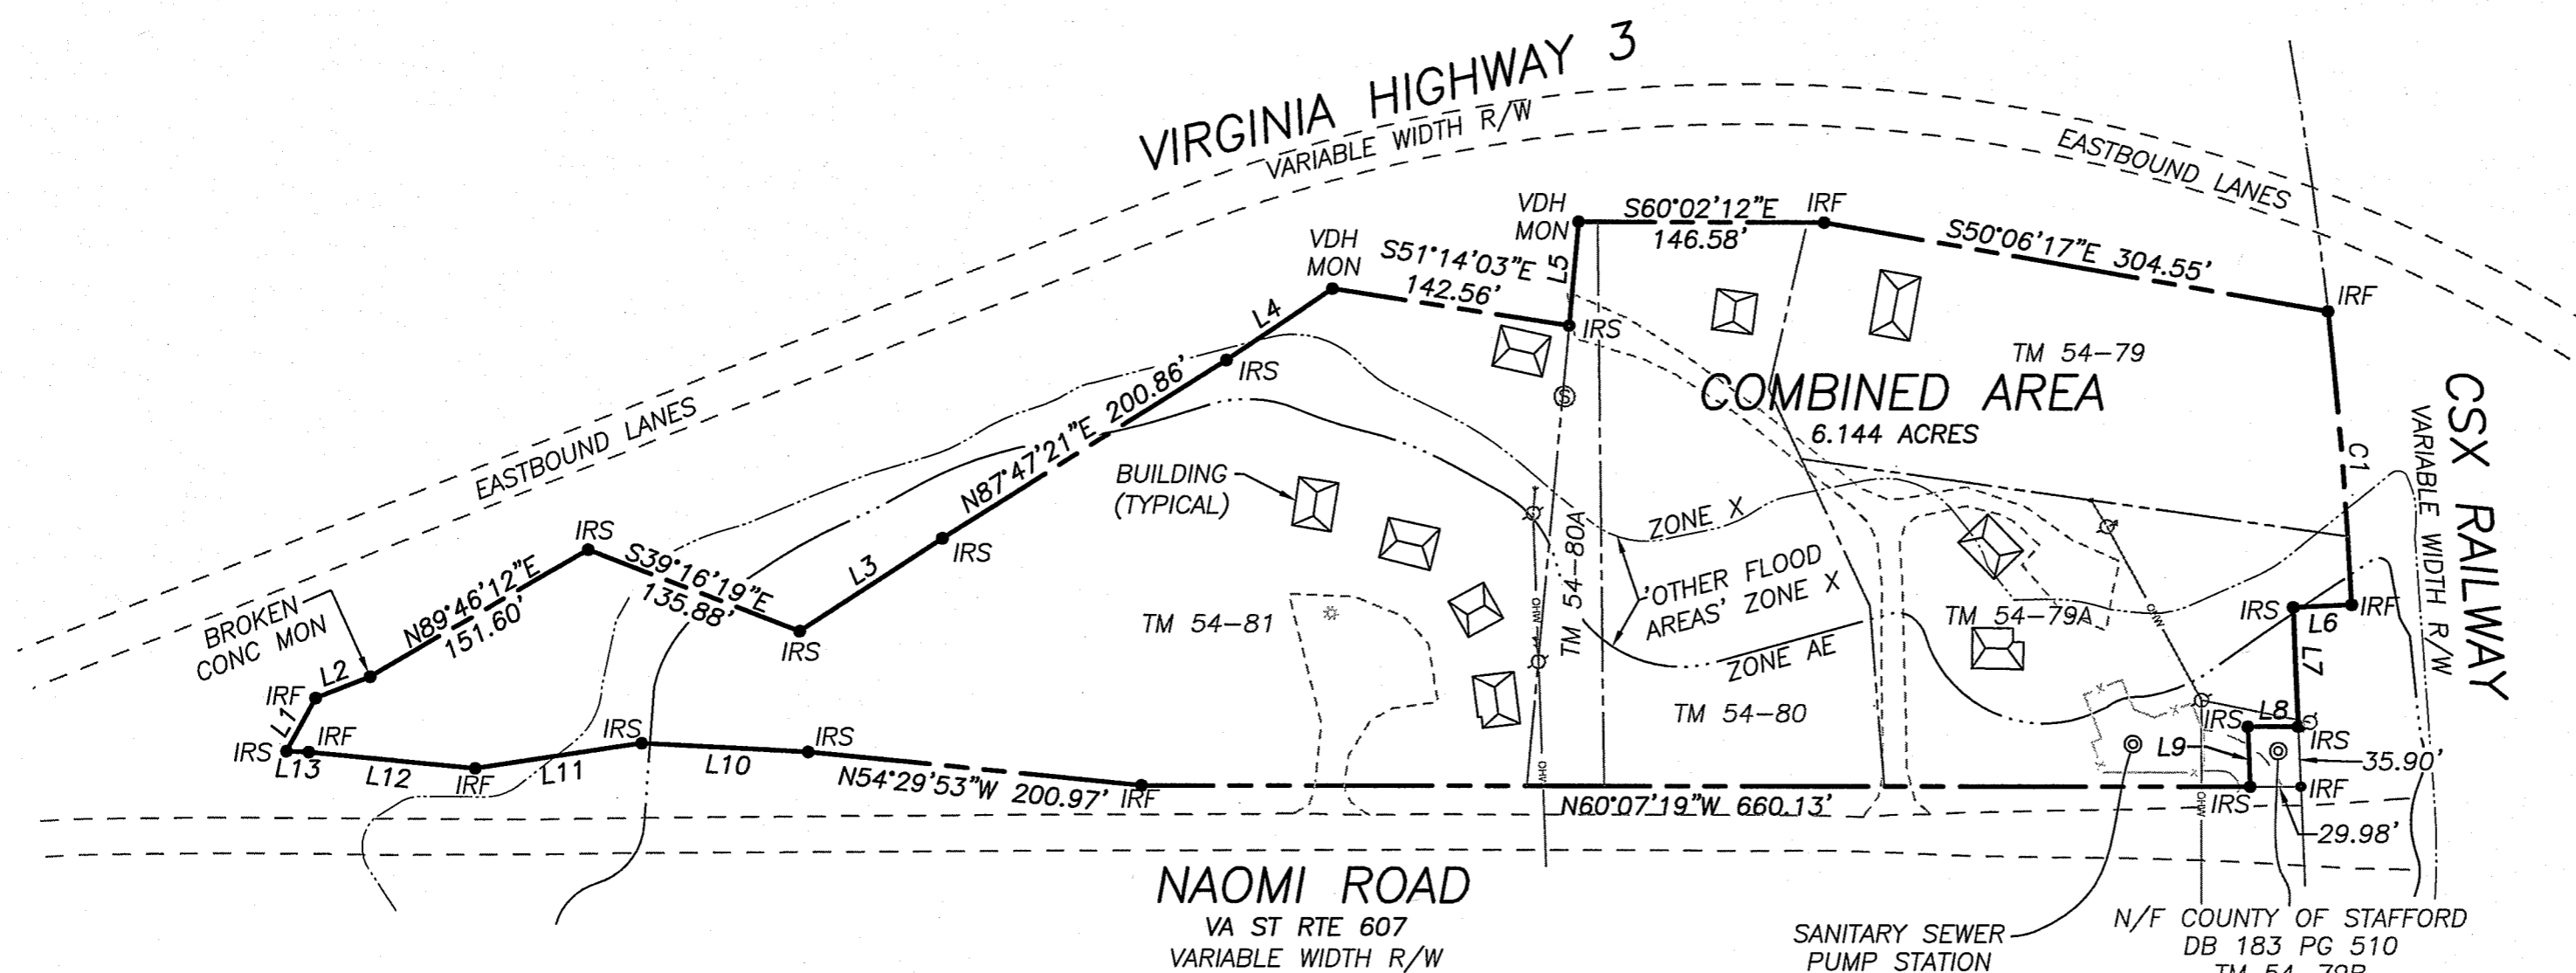 VIRGINIA HIGHWAY 3
VARIABLE WIDTH R/W
EASTBOUND LANES
EASTBOUND LANES
VDH
MON
S60°02'12"E
146.58'
IRF
S50°06'17"E 304.55'
IRF
VDH
MON
S51°14'03"E
142.56'
L5
IRS
L4
IRS
TM 54-79
COMBINED AREA
6.144 ACRES
C1
CSX RAILWAY
VARIABLE WIDTH R/W
N87°47'21"E 200.86'
S
BUILDING
(TYPICAL)
IRS
L3
IRS
S39°16'19"E
135.88'
IRS
N89°46'12"E
151.60'
BROKEN
CONC MON
L2
IRF
L1
IRS
L13
IRF
L12
IRF
L11
IRS
L10
IRS
N54°29'53"W 200.97'
IRF
TM 54-81
OHW
OHW
TM 54-80A
ZONE X
'OTHER FLOOD
AREAS' ZONE X
ZONE AE
TM 54-80
TM 54-79A
OHW
IRS
L6
IRF
L7
L8
IRS
IRS
L9
35.90'
IRS
IRF
29.98'
OHW
N60°07'19"W 660.13'
NAOMI ROAD
VA ST RTE 607
VARIABLE WIDTH R/W
SANITARY SEWER
PUMP STATION
N/F COUNTY OF STAFFORD
DB 183 PG 510
TM 54-79B